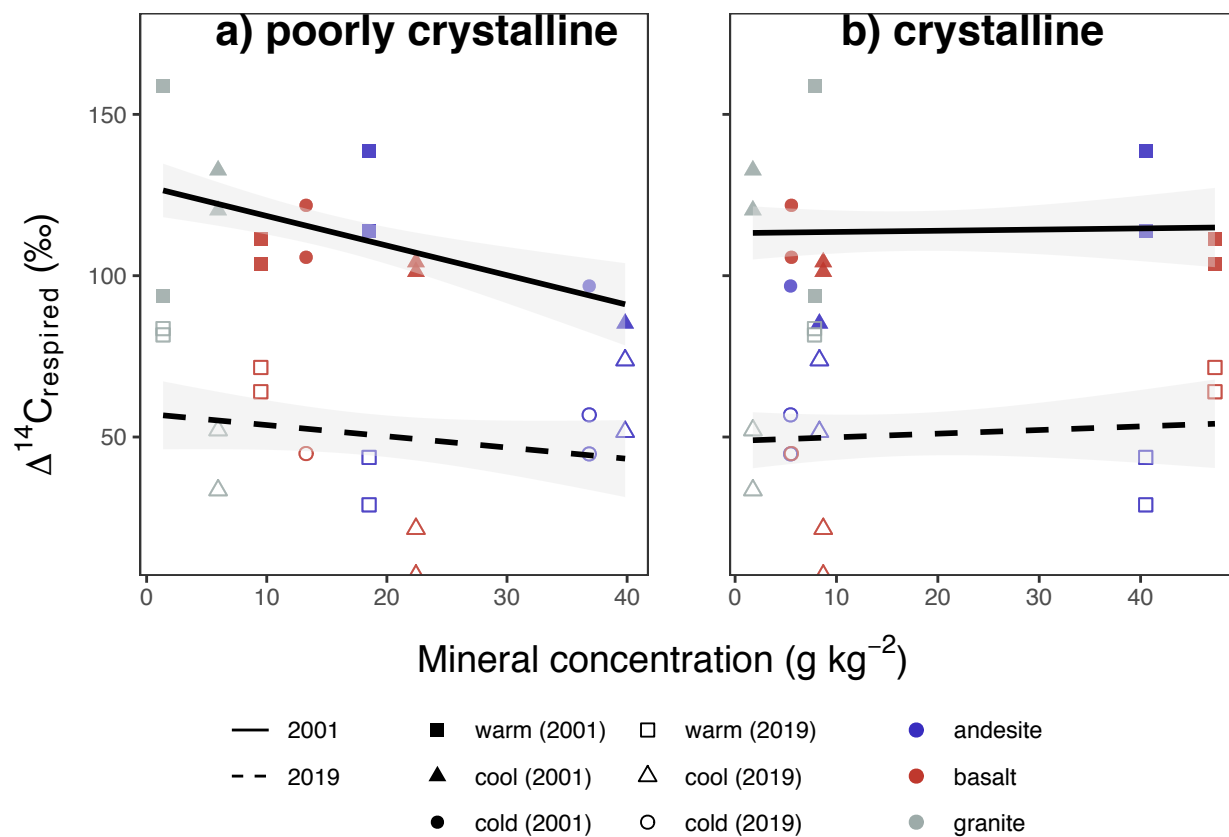 a) poorly crystalline
b) crystalline
Δ¹⁴C_respired (‰)
150
100
50
0 10 20 30 40
0 10 20 30 40
Mineral concentration (g kg⁻²)
2001 warm (2001) warm (2019) andesite
2019 cool (2001) cool (2019) basalt
cold (2001) cold (2019) granite